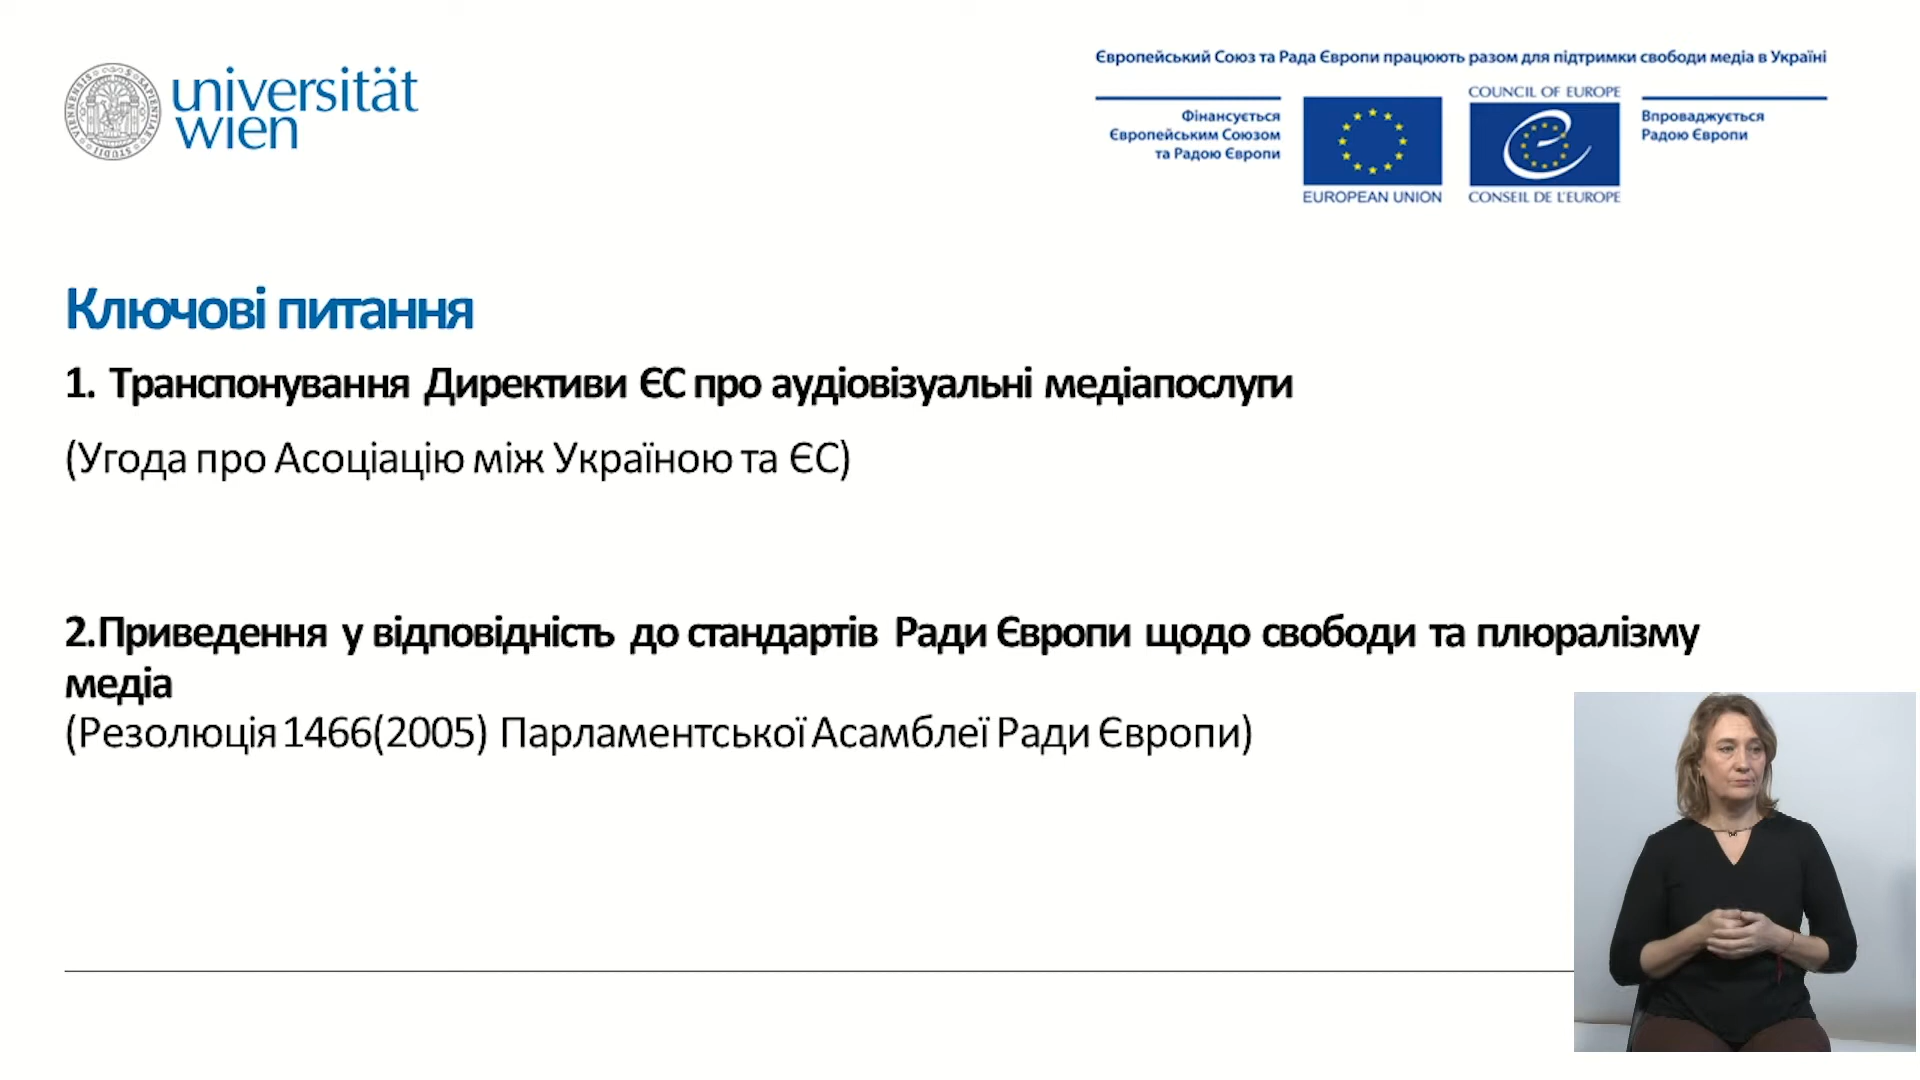 universität
wien
Європейський Союз та Рада Європи працюють разом для підтримки свободи медіа в Україні
Фінансується
Європейським Союзом
та Радою Європи
EUROPEAN UNION
COUNCIL OF EUROPE
CONSEIL DE L'EUROPE
Впроваджується
Радою Європи
Ключові питання
1. Транспонування Директиви ЄС про аудіовізуальні медіапослуги
(Угода про Асоціацію між Україною та ЄС)
2.Приведення у відповідність до стандартів Ради Європи щодо свободи та плюралізму
медіа
(Резолюція 1466(2005) Парламентської Асамблеї Ради Європи)